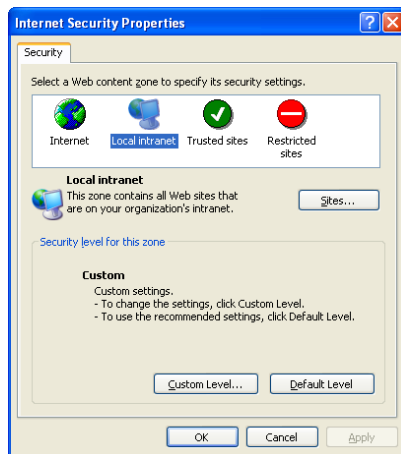 Internet Security Properties
Security
Select a Web content zone to specify its security settings.
Internet
Local intranet
Trusted sites
Restricted
sites
Local intranet
This zone contains all Web sites that
are on your organization's intranet.
Sites...
Security level for this zone
Custom
Custom settings.
- To change the settings, click Custom Level.
- To use the recommended settings, click Default Level.
Custom Level...
Default Level
OK
Cancel
Apply